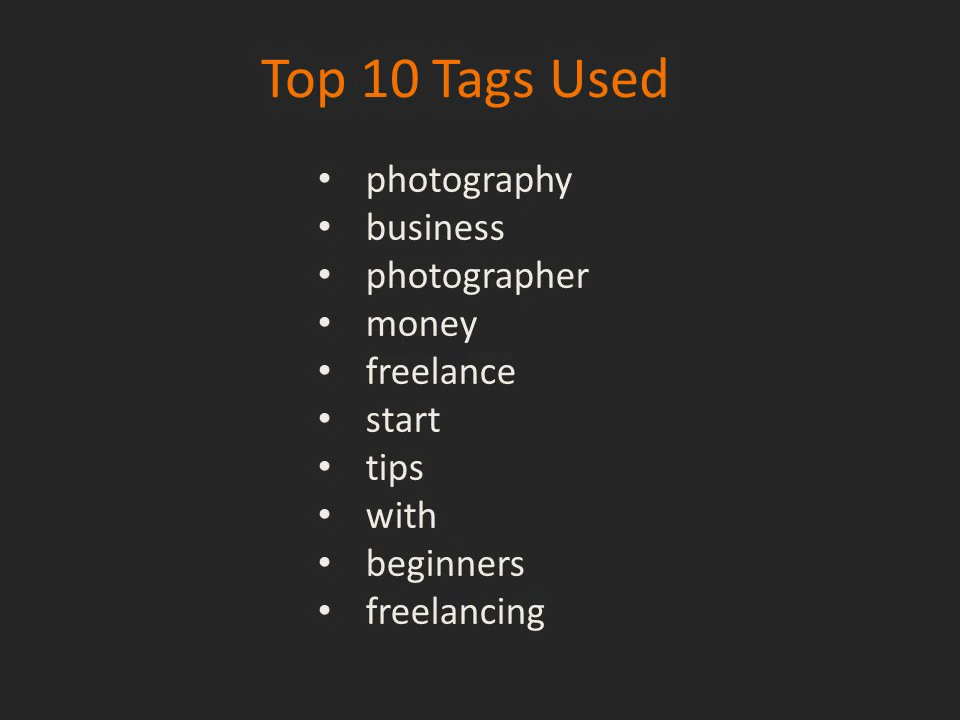 Top 10 Tags Used
• photography
• business
• photographer
• money
• freelance
• start
• tips
• with
• beginners
• freelancing